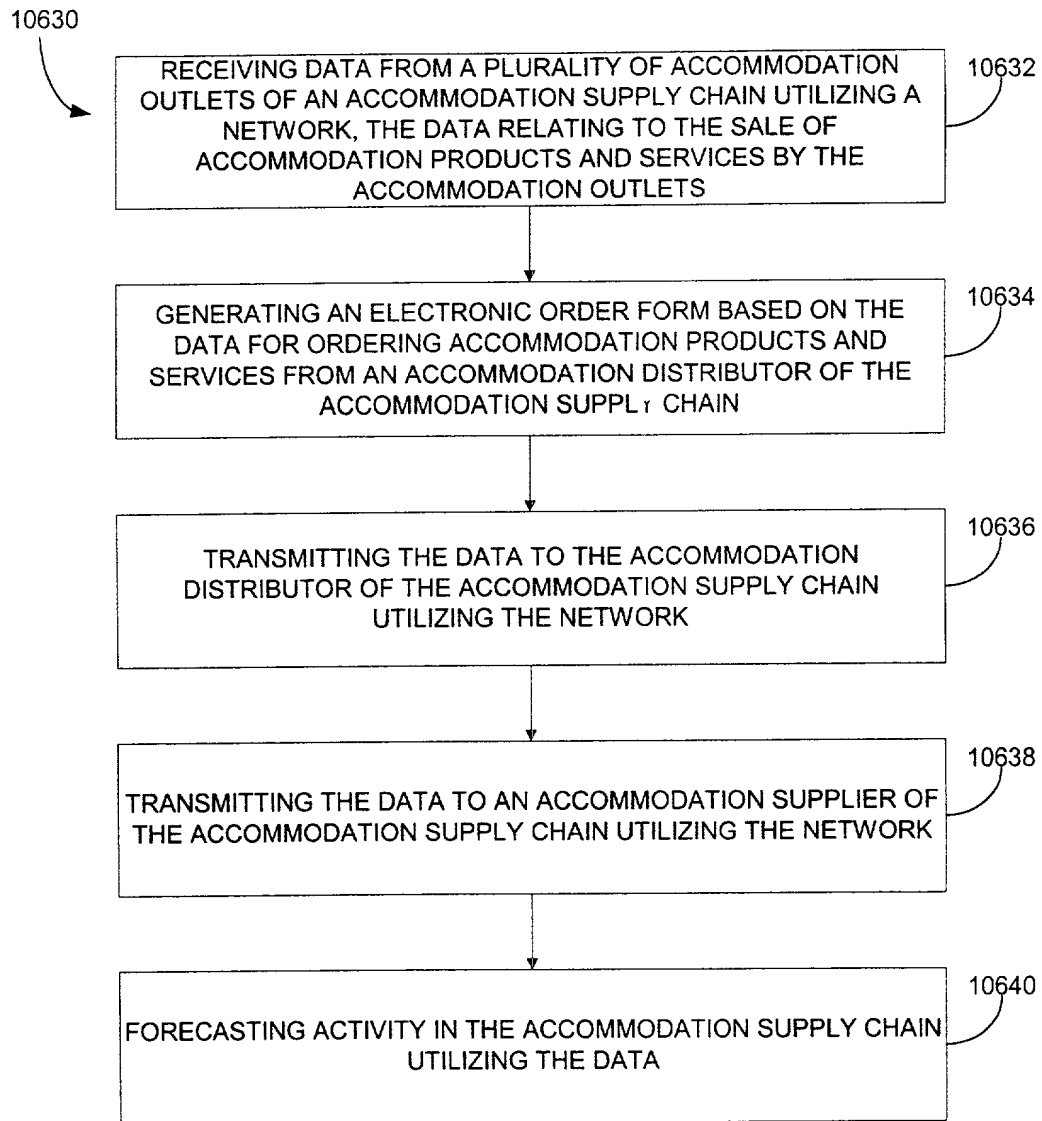 10630
RECEIVING DATA FROM A PLURALITY OF ACCOMMODATION
OUTLETS OF AN ACCOMMODATION SUPPLY CHAIN UTILIZING A
NETWORK, THE DATA RELATING TO THE SALE OF
ACCOMMODATION PRODUCTS AND SERVICES BY THE
ACCOMMODATION OUTLETS
10632
GENERATING AN ELECTRONIC ORDER FORM BASED ON THE
DATA FOR ORDERING ACCOMMODATION PRODUCTS AND
SERVICES FROM AN ACCOMMODATION DISTRIBUTOR OF THE
ACCOMMODATION SUPPLY CHAIN
10634
TRANSMITTING THE DATA TO THE ACCOMMODATION
DISTRIBUTOR OF THE ACCOMMODATION SUPPLY CHAIN
UTILIZING THE NETWORK
10636
TRANSMITTING THE DATA TO AN ACCOMMODATION SUPPLIER OF
THE ACCOMMODATION SUPPLY CHAIN UTILIZING THE NETWORK
10638
FORECASTING ACTIVITY IN THE ACCOMMODATION SUPPLY CHAIN
UTILIZING THE DATA
10640